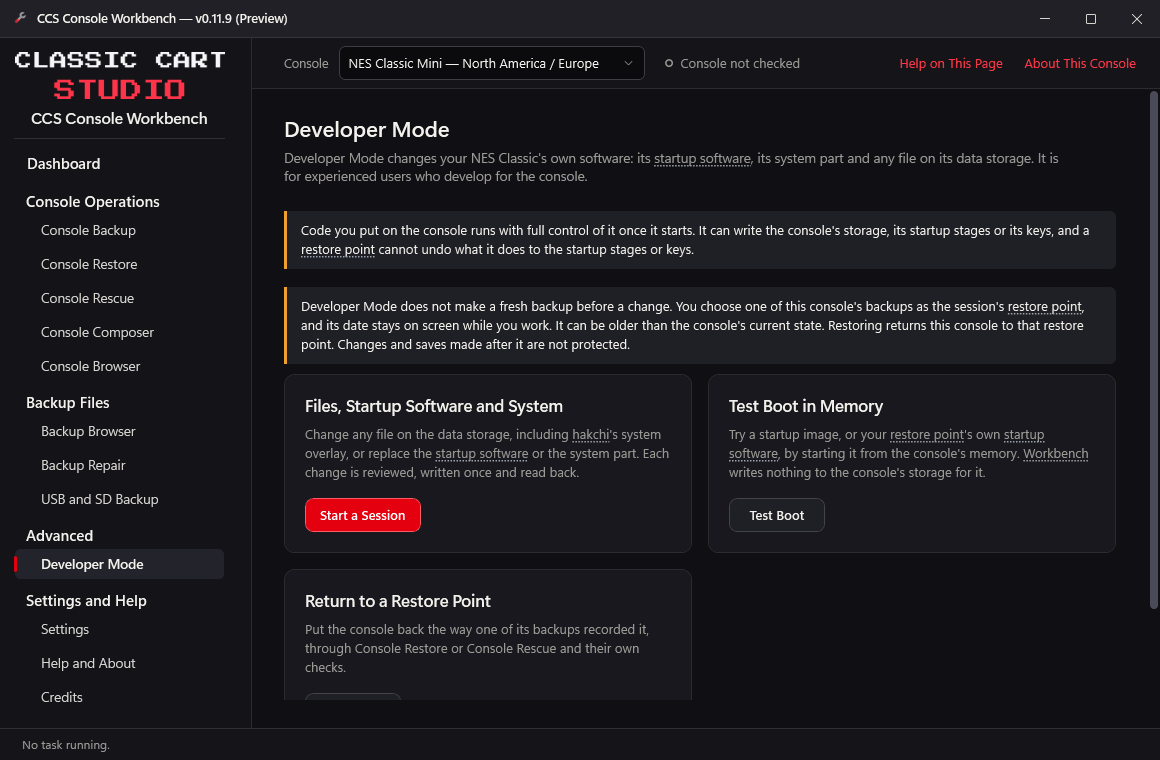 CCS Console Workbench — v0.11.9 (Preview)
CLASSIC CART
STUDIO
CCS Console Workbench
Dashboard
Console Operations
Console Backup
Console Restore
Console Rescue
Console Composer
Console Browser
Backup Files
Backup Browser
Backup Repair
USB and SD Backup
Advanced
Developer Mode
Settings and Help
Settings
Help and About
Credits
Console
NES Classic Mini — North America / Europe
Console not checked
Help on This Page
About This Console
Developer Mode
Developer Mode changes your NES Classic's own software: its startup software, its system part and any file on its data storage. It is
for experienced users who develop for the console.
Code you put on the console runs with full control of it once it starts. It can write the console's storage, its startup stages or its keys, and a
restore point cannot undo what it does to the startup stages or keys.
Developer Mode does not make a fresh backup before a change. You choose one of this console's backups as the session's restore point,
and its date stays on screen while you work. It can be older than the console's current state. Restoring returns this console to that restore
point. Changes and saves made after it are not protected.
Files, Startup Software and System
Change any file on the data storage, including hakchi's system
overlay, or replace the startup software or the system part. Each
change is reviewed, written once and read back.
Start a Session
Test Boot in Memory
Try a startup image, or your restore point's own startup
software, by starting it from the console's memory. Workbench
writes nothing to the console's storage for it.
Test Boot
Return to a Restore Point
Put the console back the way one of its backups recorded it,
through Console Restore or Console Rescue and their own
checks.
No task running.